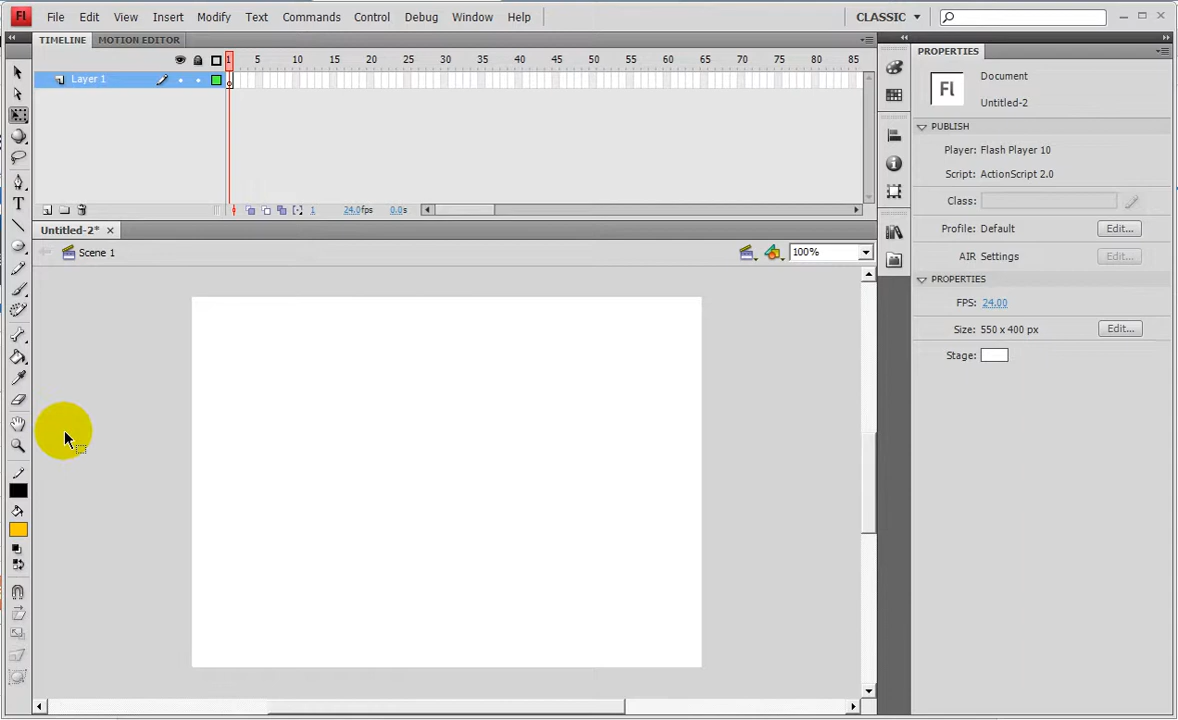 Fl File Edit View Insert Modify Text Commands Control Debug Window Help CLASSIC
TIMELINE MOTION EDITOR
PROPERTIES
1 5 10 15 20 25 30 35 40 45 50 55 60 65 70 75 80 85
Layer 1
Fl
Document
Untitled-2
PUBLISH
Player: Flash Player 10
Script: ActionScript 2.0
Class:
1 24.0fps 0.0s
Profile: Default Edit...
Untitled-2*
AIR Settings Edit...
Scene 1 100%
PROPERTIES
FPS: 24.00
Size: 550 x 400 px Edit...
Stage:
T